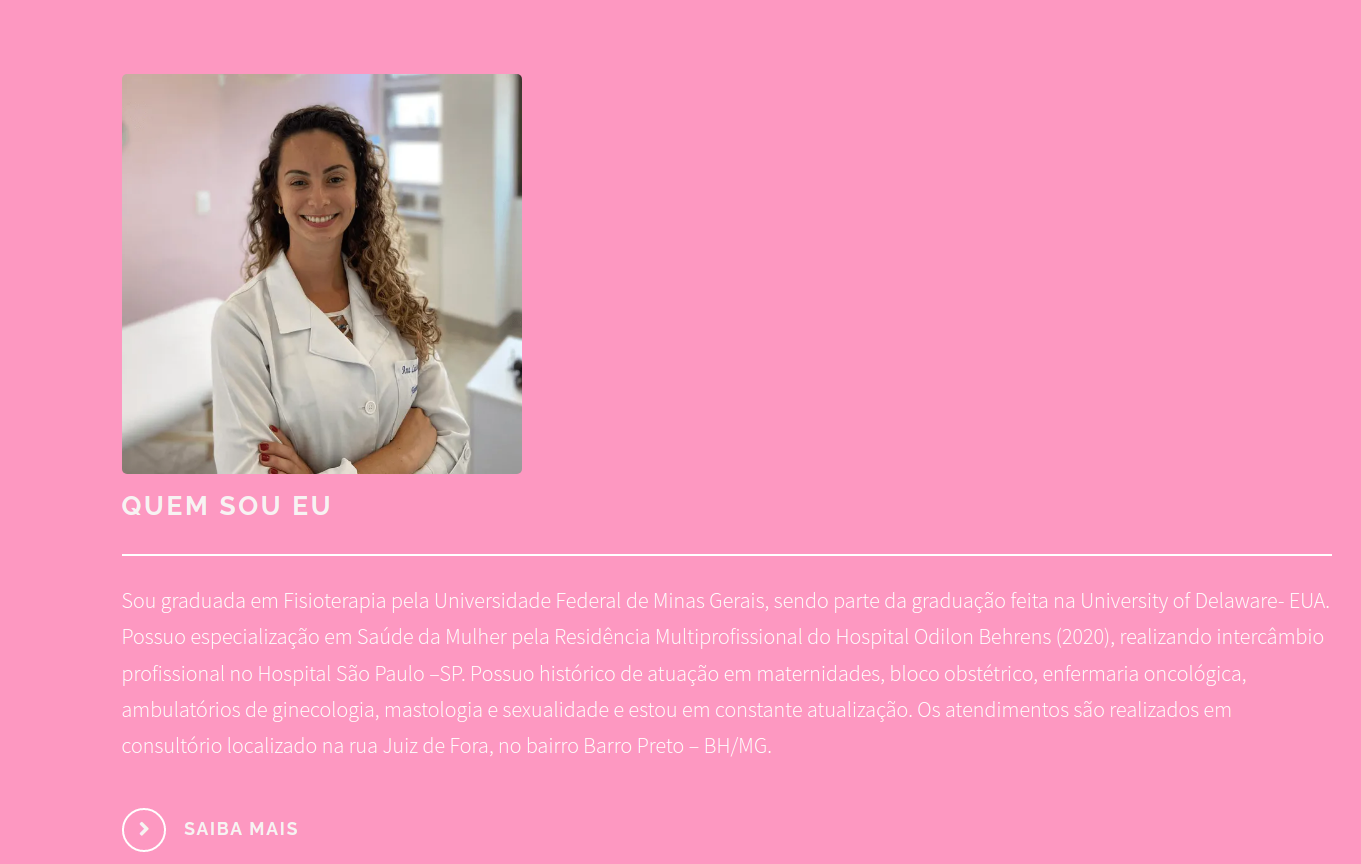 Ana
QUEM SOU EU
Sou graduada em Fisioterapia pela Universidade Federal de Minas Gerais, sendo parte da graduação feita na University of Delaware- EUA.
Possuo especialização em Saúde da Mulher pela Residência Multiprofissional do Hospital Odilon Behrens (2020), realizando intercâmbio
profissional no Hospital São Paulo –SP. Possuo histórico de atuação em maternidades, bloco obstétrico, enfermaria oncológica,
ambulatórios de ginecologia, mastologia e sexualidade e estou em constante atualização. Os atendimentos são realizados em
consultório localizado na rua Juiz de Fora, no bairro Barro Preto – BH/MG.
SAIBA MAIS